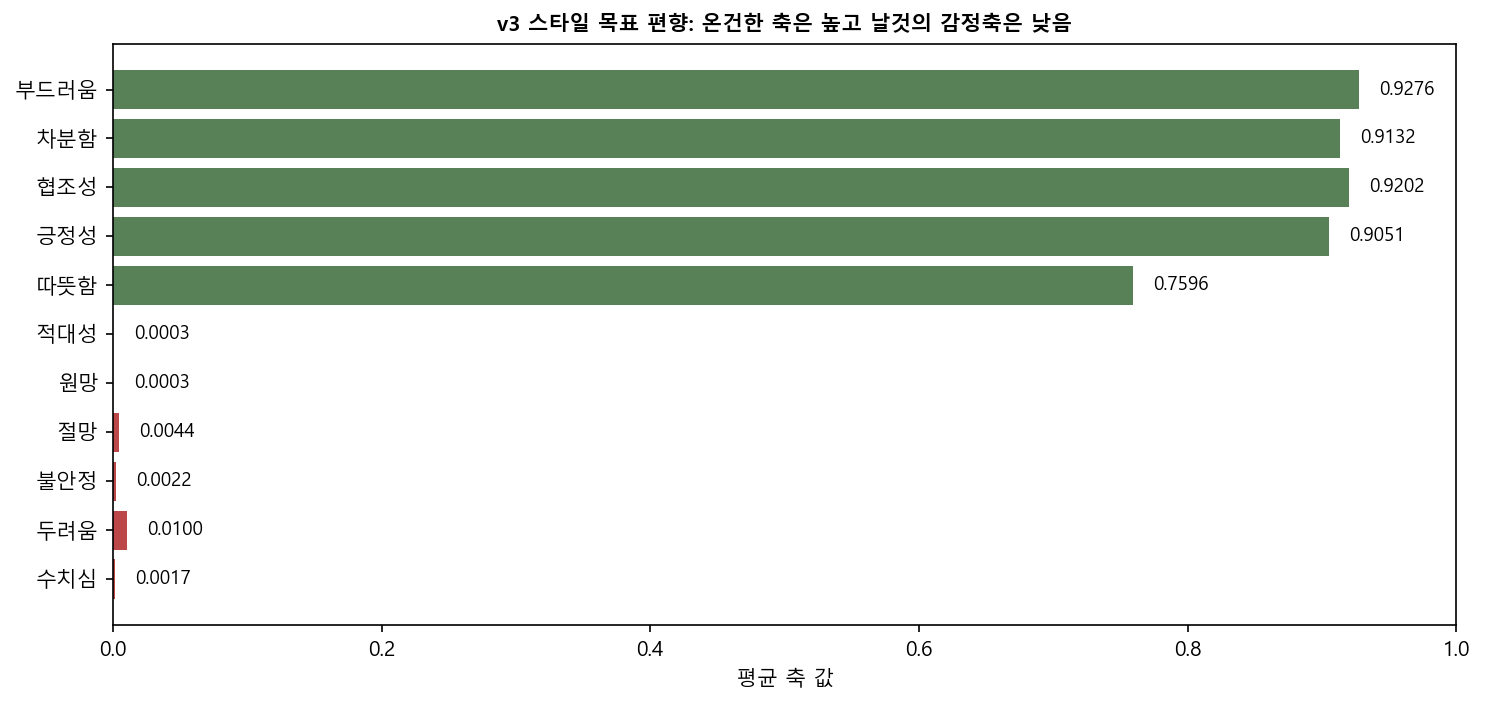 v3 스타일 목표 편향: 온건한 축은 높고 날것의 감정축은 낮음
부드러움 0.9276
차분함 0.9132
협조성 0.9202
긍정성 0.9051
따뜻함 0.7596
적대성 0.0003
원망 0.0003
절망 0.0044
불안정 0.0022
두려움 0.0100
수치심 0.0017
0.0 0.2 0.4 0.6 0.8 1.0
평균 축 값